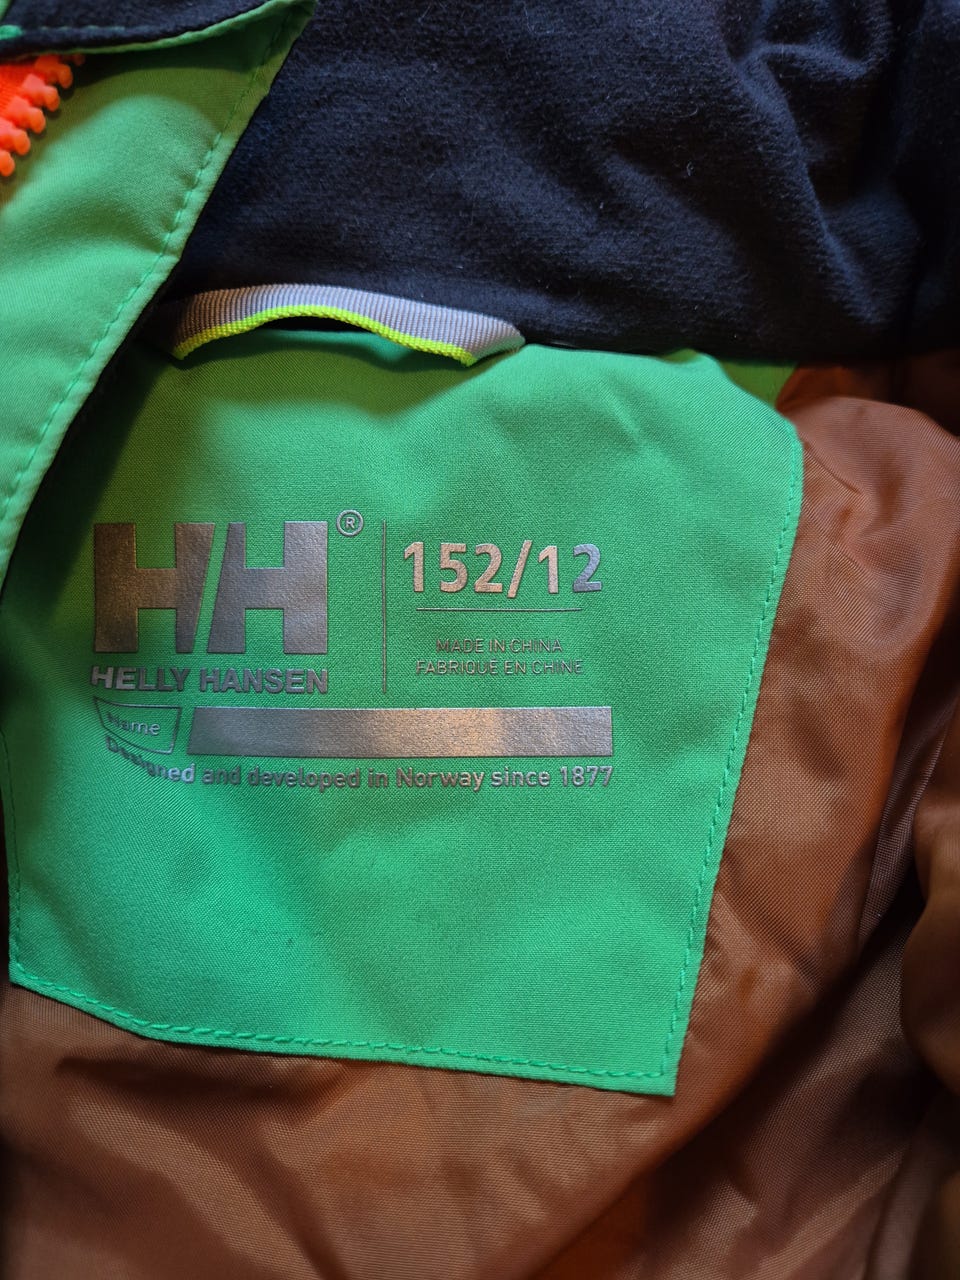 HH®
HELLY HANSEN
152/12
MADE IN CHINA
FABRIQUE EN CHINE
Name
Designed and developed in Norway since 1877